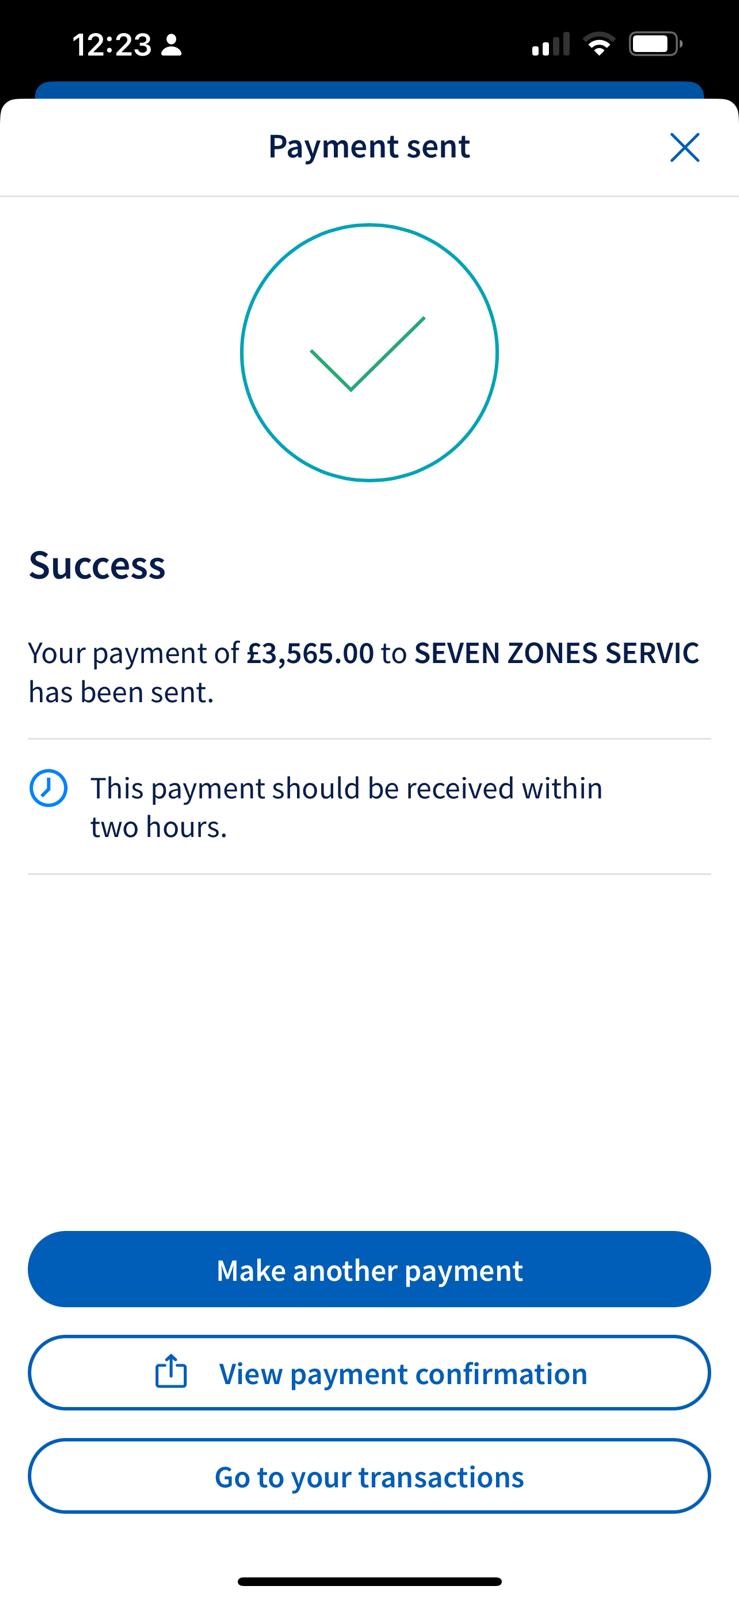 12:23
Payment sent
Success
Your payment of £3,565.00 to SEVEN ZONES SERVIC
has been sent.
This payment should be received within
two hours.
Make another payment
View payment confirmation
Go to your transactions